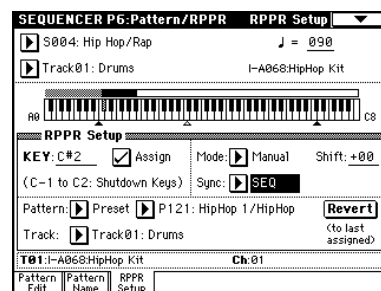 SEQUENCER P6:Pattern/RPPR RPPR Setup
S004: Hip Hop/Rap ♩ = 090
Track01: Drums I-A068:HipHop Kit
A0 C8
RPPR Setup
KEY: C#2 Assign Mode: Manual Shift: +00
(C-1 to C2: Shutdown Keys) Sync: SEQ
Pattern: Preset P121: HipHop 1/HipHop Revert
Track: Track01: Drums (to last
assigned)
T01:I-A068:HipHop Kit Ch:01
Pattern Edit Pattern Name RPPR Setup